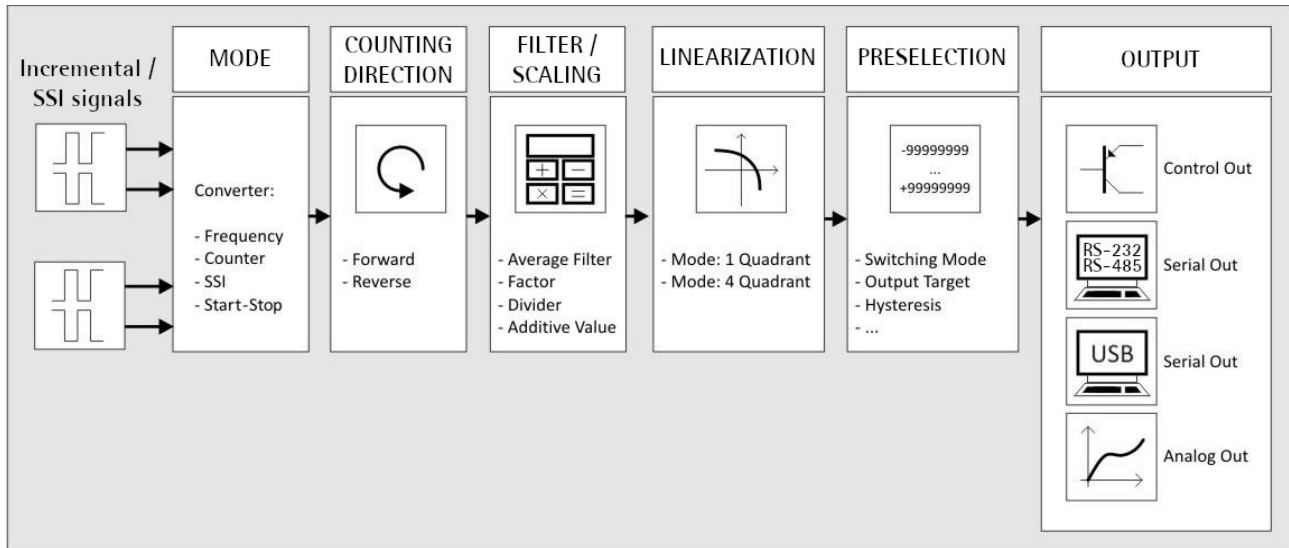 Incremental /
SSI signals
MODE
Converter:
- Frequency
- Counter
- SSI
- Start-Stop
COUNTING
DIRECTION
- Forward
- Reverse
FILTER /
SCALING
+ -
× =
- Average Filter
- Factor
- Divider
- Additive Value
LINEARIZATION
- Mode: 1 Quadrant
- Mode: 4 Quadrant
PRESELECTION
-99999999
...
+99999999
- Switching Mode
- Output Target
- Hysteresis
- ...
OUTPUT
Control Out
RS-232
RS-485
Serial Out
USB
Serial Out
Analog Out